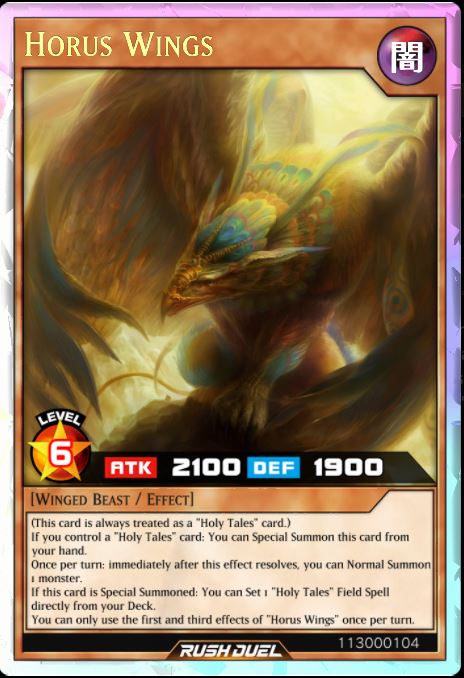 Horus Wings
闇
LEVEL
6
ATK 2100 DEF 1900
[Winged Beast / Effect]
(This card is always treated as a "Holy Tales" card.)
If you control a "Holy Tales" card: You can Special Summon this card
from your hand.
Once per turn: immediately after this effect resolves, you can Normal Summon
1 monster.
If this card is Special Summoned: You can Set 1 "Holy Tales" Field Spell
directly from your Deck.
You can only use the first and third effects of "Horus Wings" once per turn.
113000104
RUSH DUEL